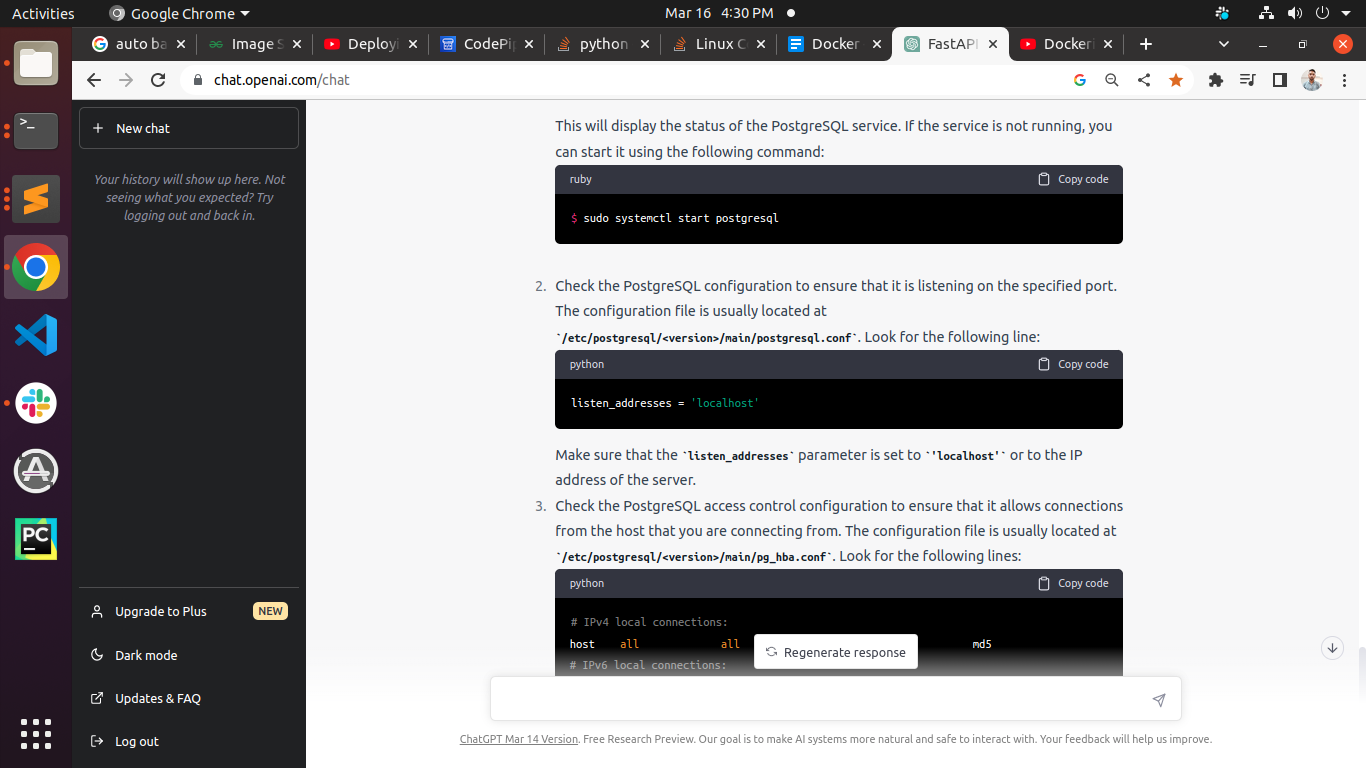 Activities
Google Chrome
Mar 16 4:30 PM
auto ba
Image S
Deployi
CodePip
python
Linux C
Docker
FastAPI
Dockeri
chat.openai.com/chat
New chat
Your history will show up here. Not
seeing what you expected? Try
logging out and back in.
Upgrade to Plus
NEW
Dark mode
Updates & FAQ
Log out
This will display the status of the PostgreSQL service. If the service is not running, you
can start it using the following command:
ruby
Copy code
$ sudo systemctl start postgresql
2. Check the PostgreSQL configuration to ensure that it is listening on the specified port.
The configuration file is usually located at
`/etc/postgresql/<version>/main/postgresql.conf`. Look for the following line:
python
Copy code
listen_addresses = 'localhost'
Make sure that the `listen_addresses` parameter is set to `'localhost'` or to the IP
address of the server.
3. Check the PostgreSQL access control configuration to ensure that it allows connections
from the host that you are connecting from. The configuration file is usually located at
`/etc/postgresql/<version>/main/pg_hba.conf`. Look for the following lines:
python
Copy code
# IPv4 local connections:
host all all md5
# IPv6 local connections:
Regenerate response
ChatGPT Mar 14 Version. Free Research Preview. Our goal is to make AI systems more natural and safe to interact with. Your feedback will help us improve.
>_
PC